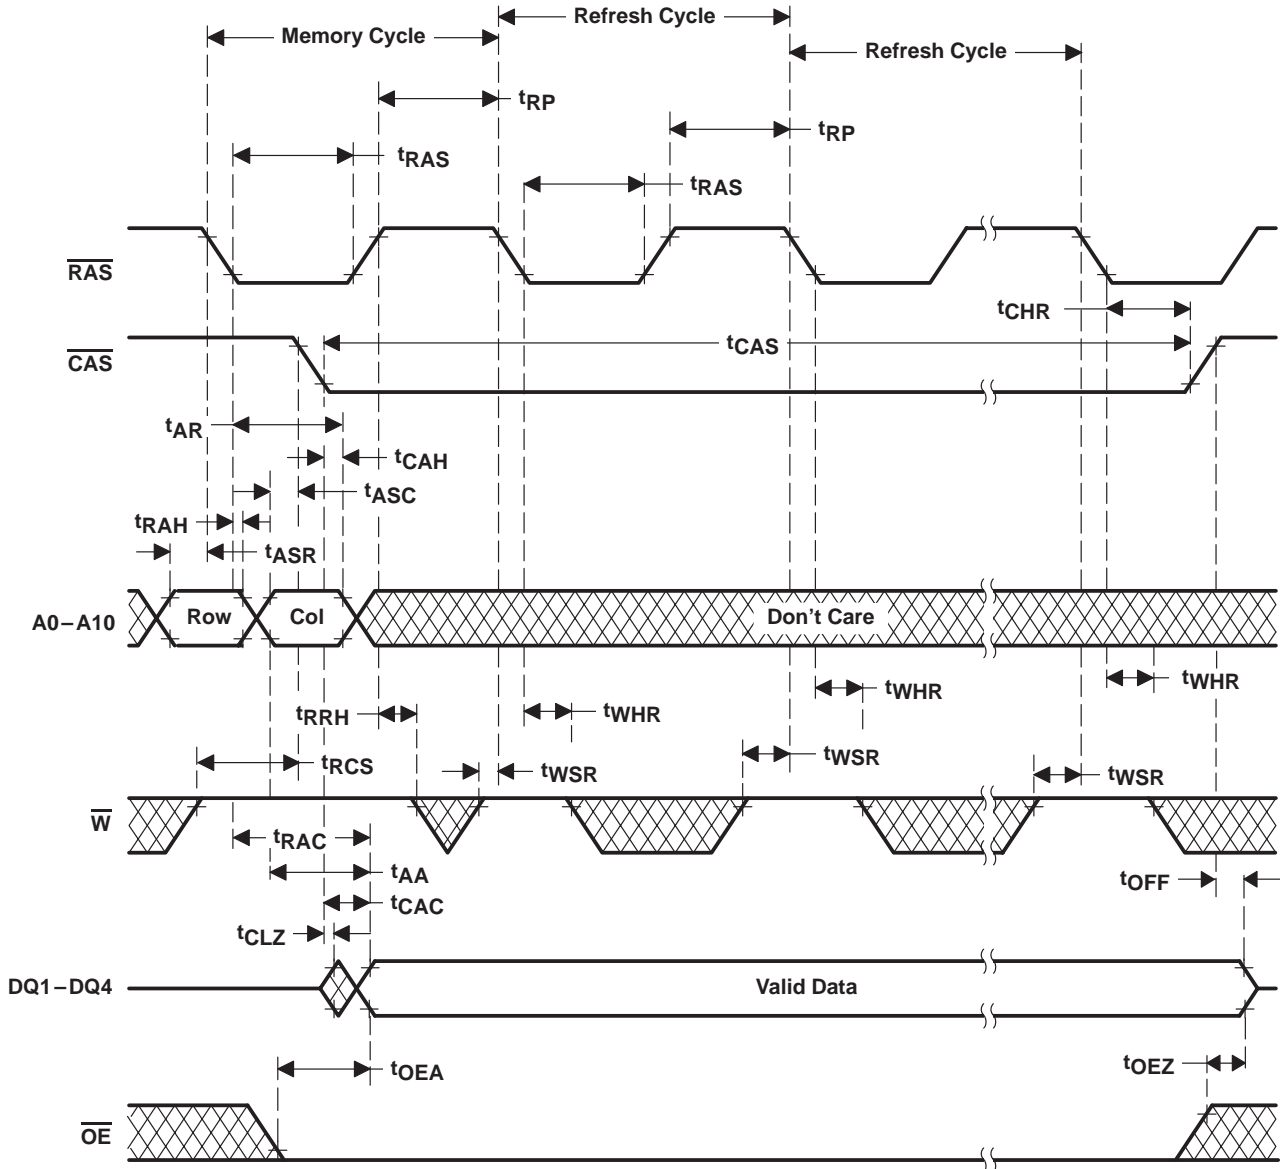 Refresh Cycle
Memory Cycle
Refresh Cycle
tRP
tRP
tRAS
tRAS
RAS
tCHR
CAS
tCAS
tAR
tCAH
tASC
tRAH
tASR
A0–A10
Row
Col
Don't Care
tWHR
tWHR
tRRH
tWHR
tRCS
tWSR
tWSR
tWSR
W
tRAC
tAA
tOFF
tCAC
tCLZ
DQ1–DQ4
Valid Data
tOEA
tOEZ
OE